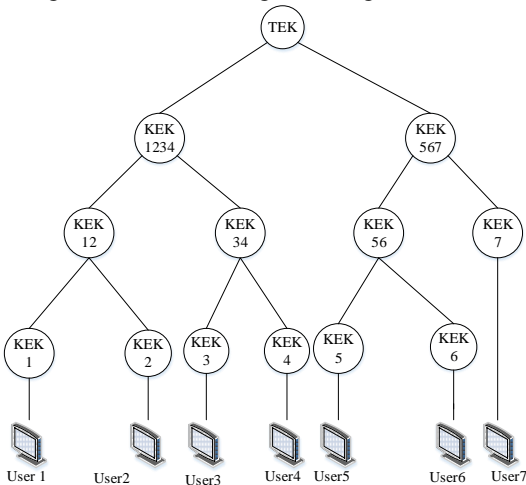 TEK
KEK
1234
KEK
567
KEK
12
KEK
34
KEK
56
KEK
7
KEK
1
KEK
2
KEK
3
KEK
4
KEK
5
KEK
6
User 1
User2
User3
User4
User5
User6
User7